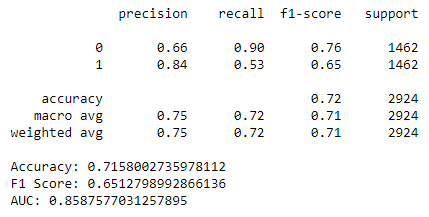 precision recall f1-score support
0 0.66 0.90 0.76 1462
1 0.84 0.53 0.65 1462
accuracy 0.72 2924
macro avg 0.75 0.72 0.71 2924
weighted avg 0.75 0.72 0.71 2924
Accuracy: 0.7158002735978112
F1 Score: 0.6512798992866136
AUC: 0.8587577031257895